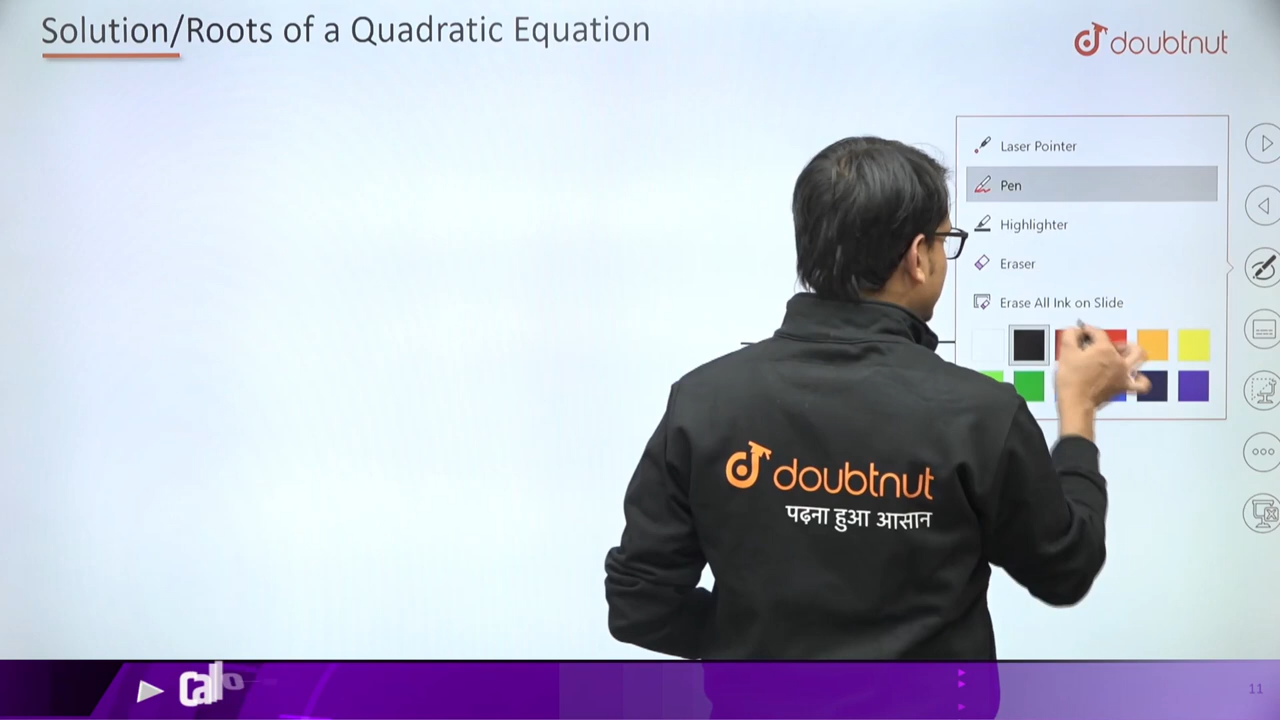 Solution/Roots of a Quadratic Equation
doubtnut
Laser Pointer
Pen
Highlighter
Eraser
Erase All Ink on Slide
doubtnut
पढ़ना हुआ आसान
11